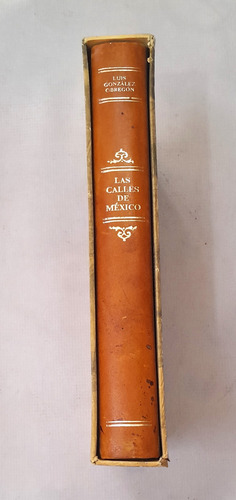 LUIS
GONZÁLEZ
OBREGÓN
LAS
CALLES
DE
MÉXICO